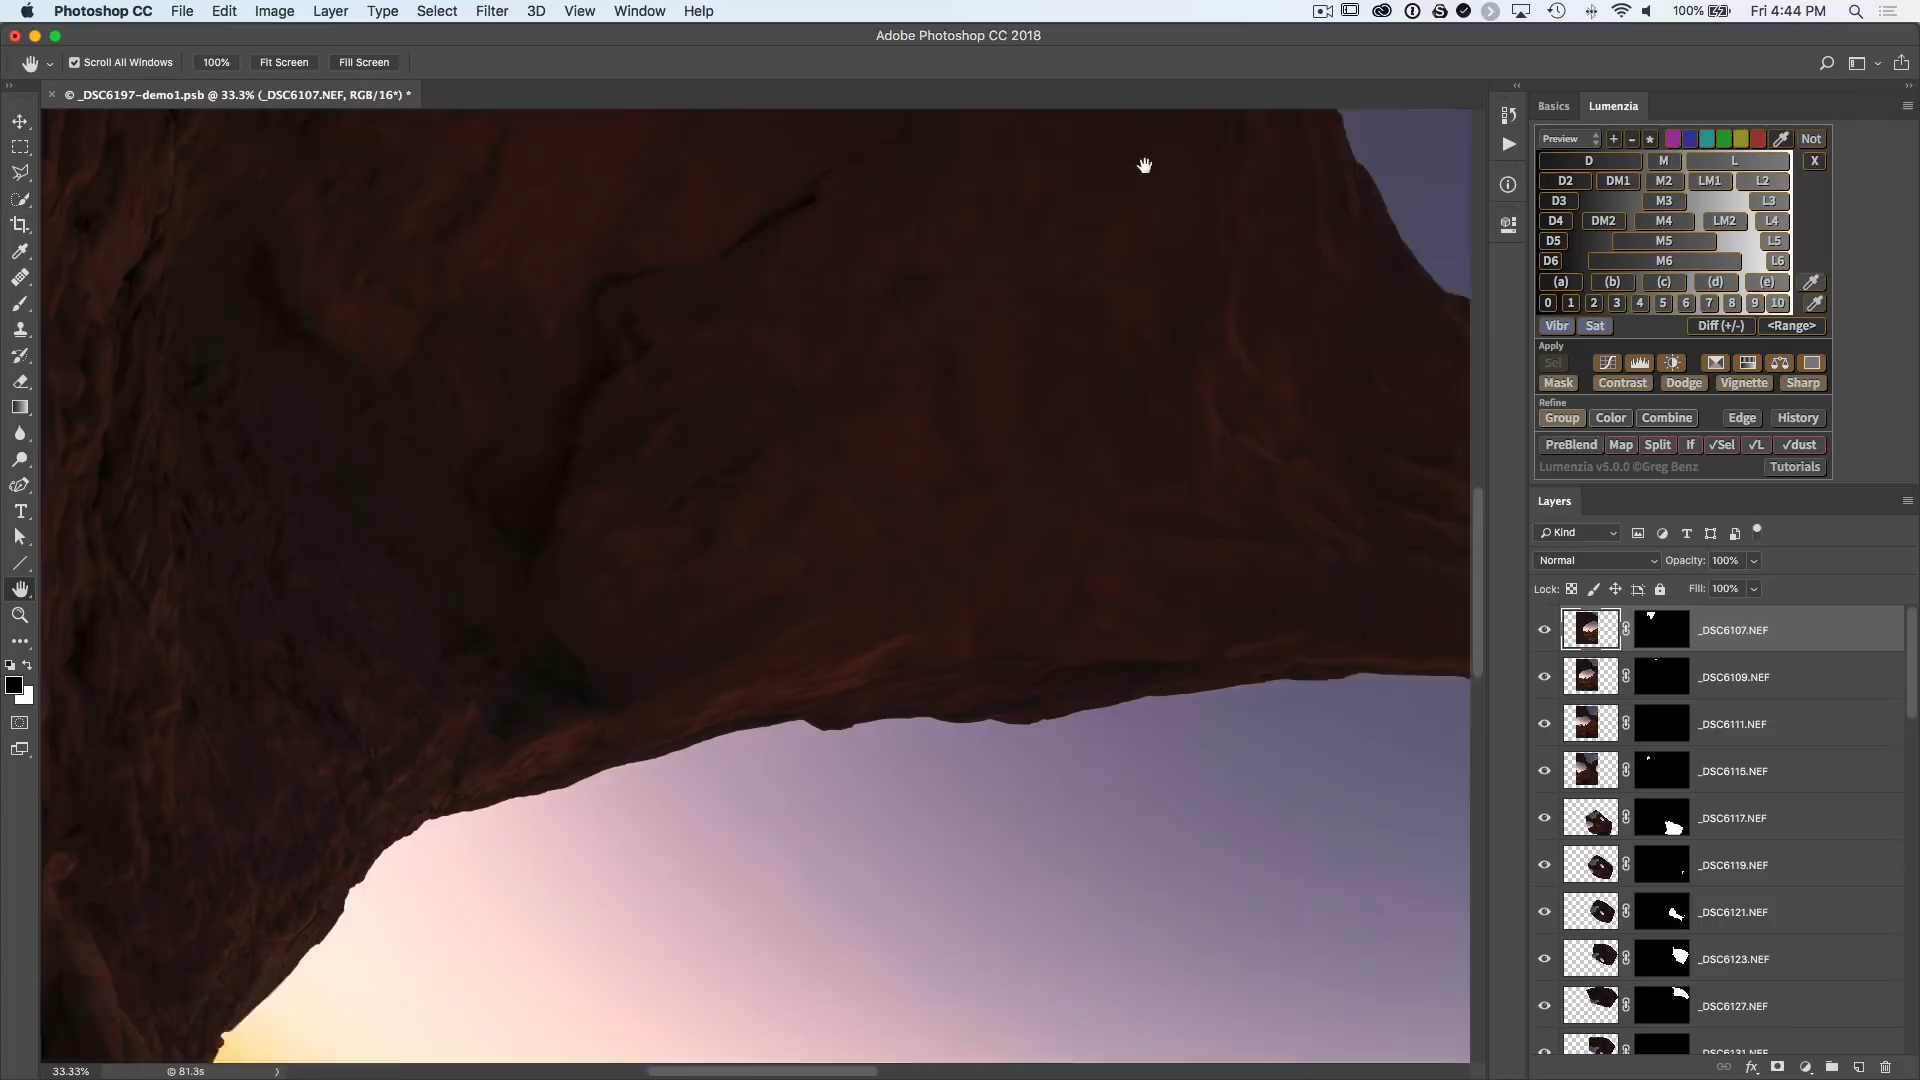 Photoshop CC File Edit Image Layer Type Select Filter 3D View Window Help 100% Fri 4:44 PM
Adobe Photoshop CC 2018
Scroll All Windows 100% Fit Screen Fill Screen
© _DSC6197-demo1.psb @ 33.3% (_DSC6107.NEF, RGB/16*) *
Basics Lumenzia
Preview + - * Not
D M L X
D2 DM1 M2 LM1 L2
D3 M3 L3
D4 DM2 M4 LM2 L4
D5 M5 L5
D6 M6 L6
(a) (b) (c) (d) (e)
0 1 2 3 4 5 6 7 8 9 10
Vibr Sat Diff (+/-) <Range>
Apply
Sel
Mask Contrast Dodge Vignette Sharp
Refine
Group Color Combine Edge History
PreBlend Map Split If √Sel √L √dust
Lumenzia v5.0.0 ©Greg Benz Tutorials
Layers
Kind
Normal Opacity: 100%
Lock: Fill: 100%
_DSC6107.NEF
_DSC6109.NEF
_DSC6111.NEF
_DSC6115.NEF
_DSC6117.NEF
_DSC6119.NEF
_DSC6121.NEF
_DSC6123.NEF
_DSC6127.NEF
_DSC6131.NEF
33.33% @ 81.3s